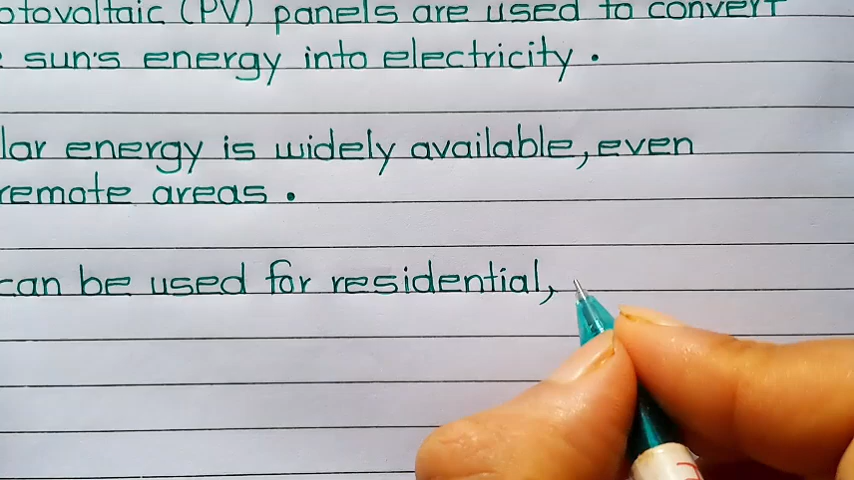 otovoltaic (PV) panels are used to convert
sun's energy into electricity.
lar energy is widely available, even
remote areas.
can be used for residential,